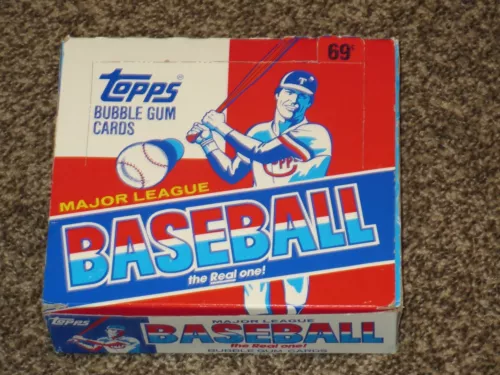 69¢
Topps®
BUBBLE GUM
CARDS
T
MAJOR LEAGUE
BASEBALL
the Real one!
TOPPS
MAJOR LEAGUE
BASEBALL
the Real one!
BUBBLE GUM CARDS